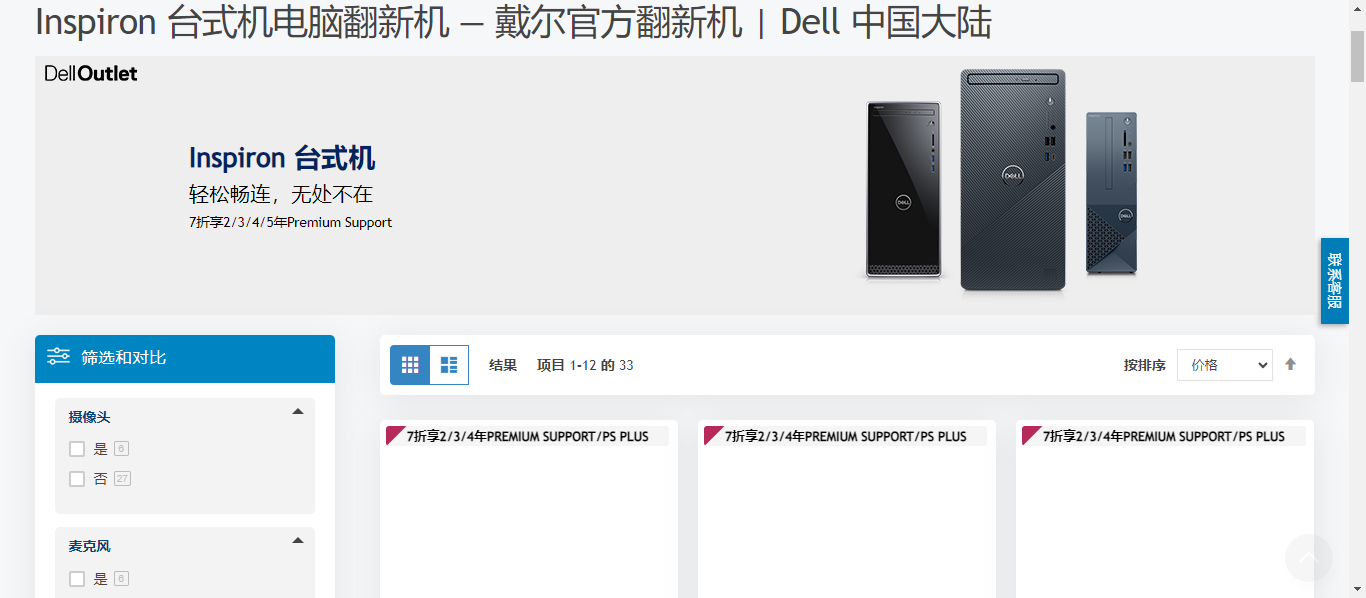 Inspiron 台式机电脑翻新机 – 戴尔官方翻新机 | Dell 中国大陆
DellOutlet
Inspiron 台式机
轻松畅连，无处不在
7折享2/3/4/5年Premium Support
联系客服
筛选和对比
结果 项目 1-12 的 33
按排序 价格
摄像头
是 6
否 27
麦克风
是 6
7折享2/3/4年PREMIUM SUPPORT/PS PLUS
7折享2/3/4年PREMIUM SUPPORT/PS PLUS
7折享2/3/4年PREMIUM SUPPORT/PS PLUS